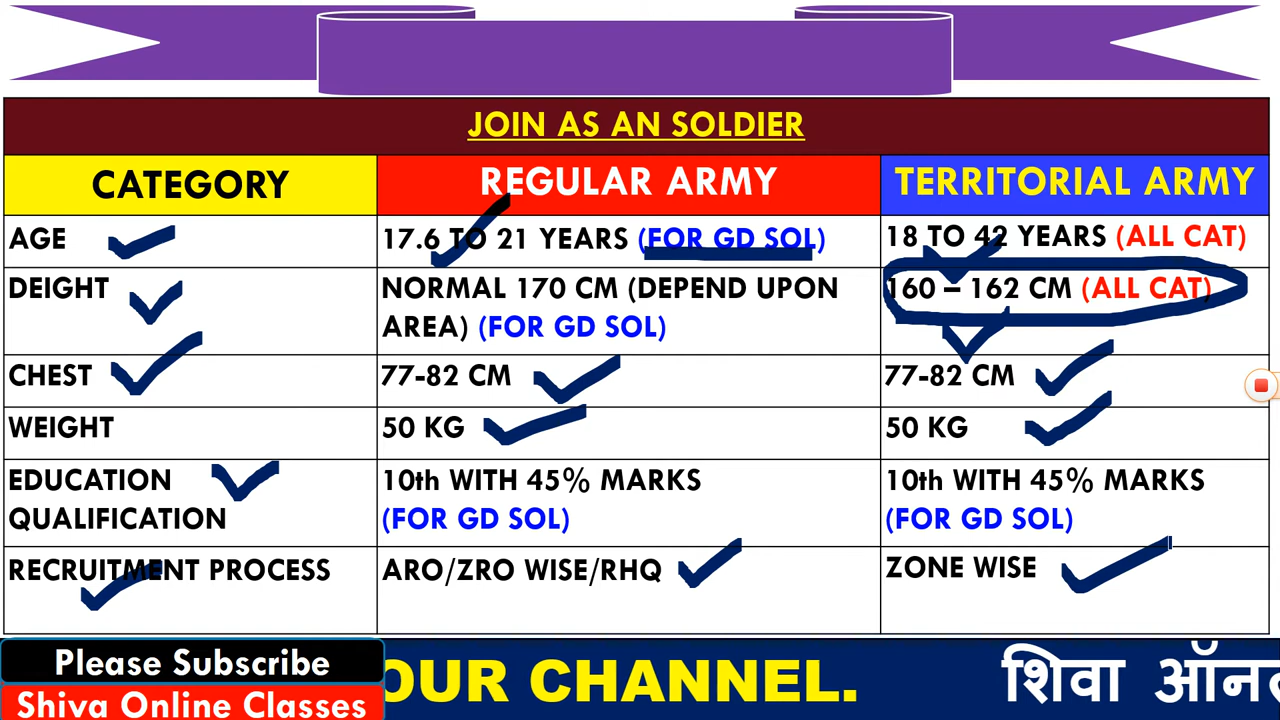 JOIN AS AN SOLDIER
CATEGORY REGULAR ARMY TERRITORIAL ARMY
AGE 17.6 TO 21 YEARS (FOR GD SOL) 18 TO 42 YEARS (ALL CAT)
DEIGHT NORMAL 170 CM (DEPEND UPON 160 – 162 CM (ALL CAT)
AREA) (FOR GD SOL)
CHEST 77-82 CM 77-82 CM
WEIGHT 50 KG 50 KG
EDUCATION 10th WITH 45% MARKS 10th WITH 45% MARKS
QUALIFICATION (FOR GD SOL) (FOR GD SOL)
RECRUITMENT PROCESS ARO/ZRO WISE/RHQ ZONE WISE
Please Subscribe OUR CHANNEL. शिवा
Shiva Online Classes